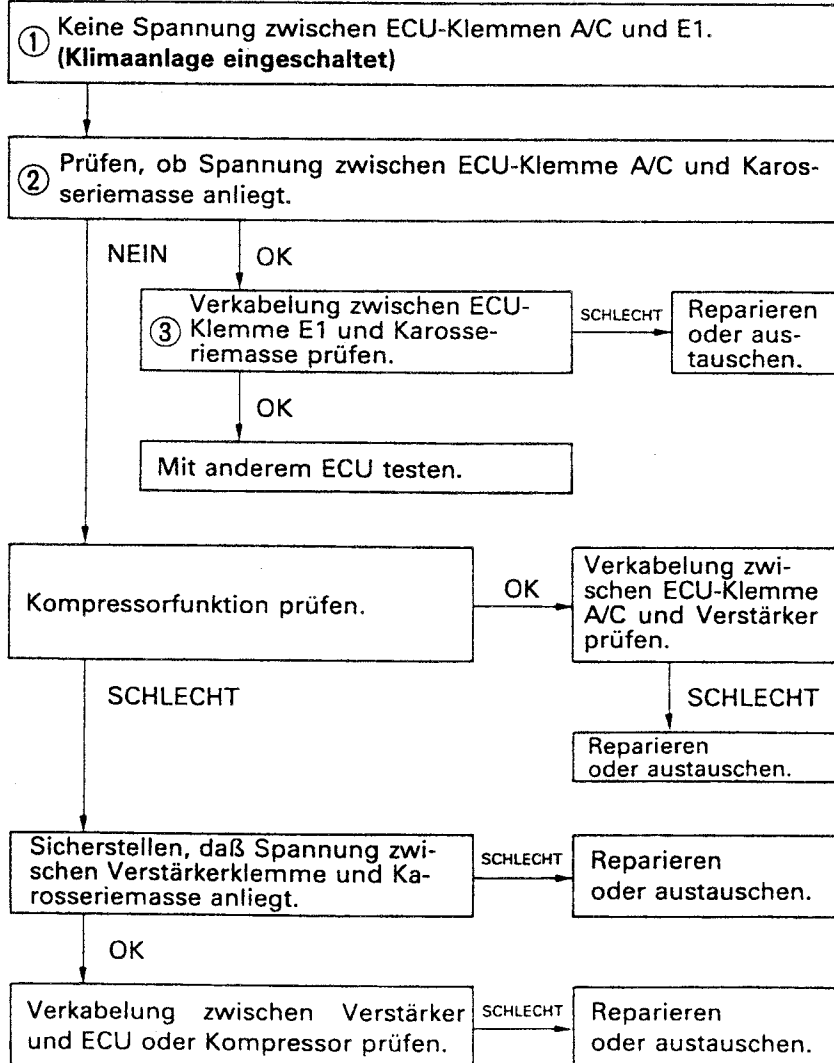 ① Keine Spannung zwischen ECU-Klemmen A/C und E1.
(Klimaanlage eingeschaltet)
② Prüfen, ob Spannung zwischen ECU-Klemme A/C und Karos-
seriemasse anliegt.
NEIN
OK
③ Verkabelung zwischen ECU-
Klemme E1 und Karosse-
riemasse prüfen.
SCHLECHT
Reparieren
oder aus-
tauschen.
OK
Mit anderem ECU testen.
Kompressorfunktion prüfen.
OK
Verkabelung zwi-
schen ECU-Klemme
A/C und Verstärker
prüfen.
SCHLECHT
SCHLECHT
Reparieren
oder austauschen.
Sicherstellen, daß Spannung zwi-
schen Verstärkerklemme und Ka-
rosseriemasse anliegt.
SCHLECHT
Reparieren
oder austauschen.
OK
Verkabelung zwischen Verstärker
und ECU oder Kompressor prüfen.
SCHLECHT
Reparieren
oder austauschen.